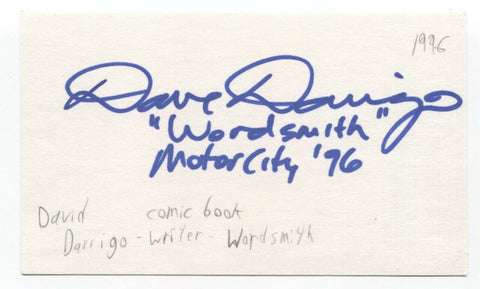 1996
Dave Darrigo
"Wordsmith"
MotorCity '96
David comic book
Darrigo - writer - Wordsmith